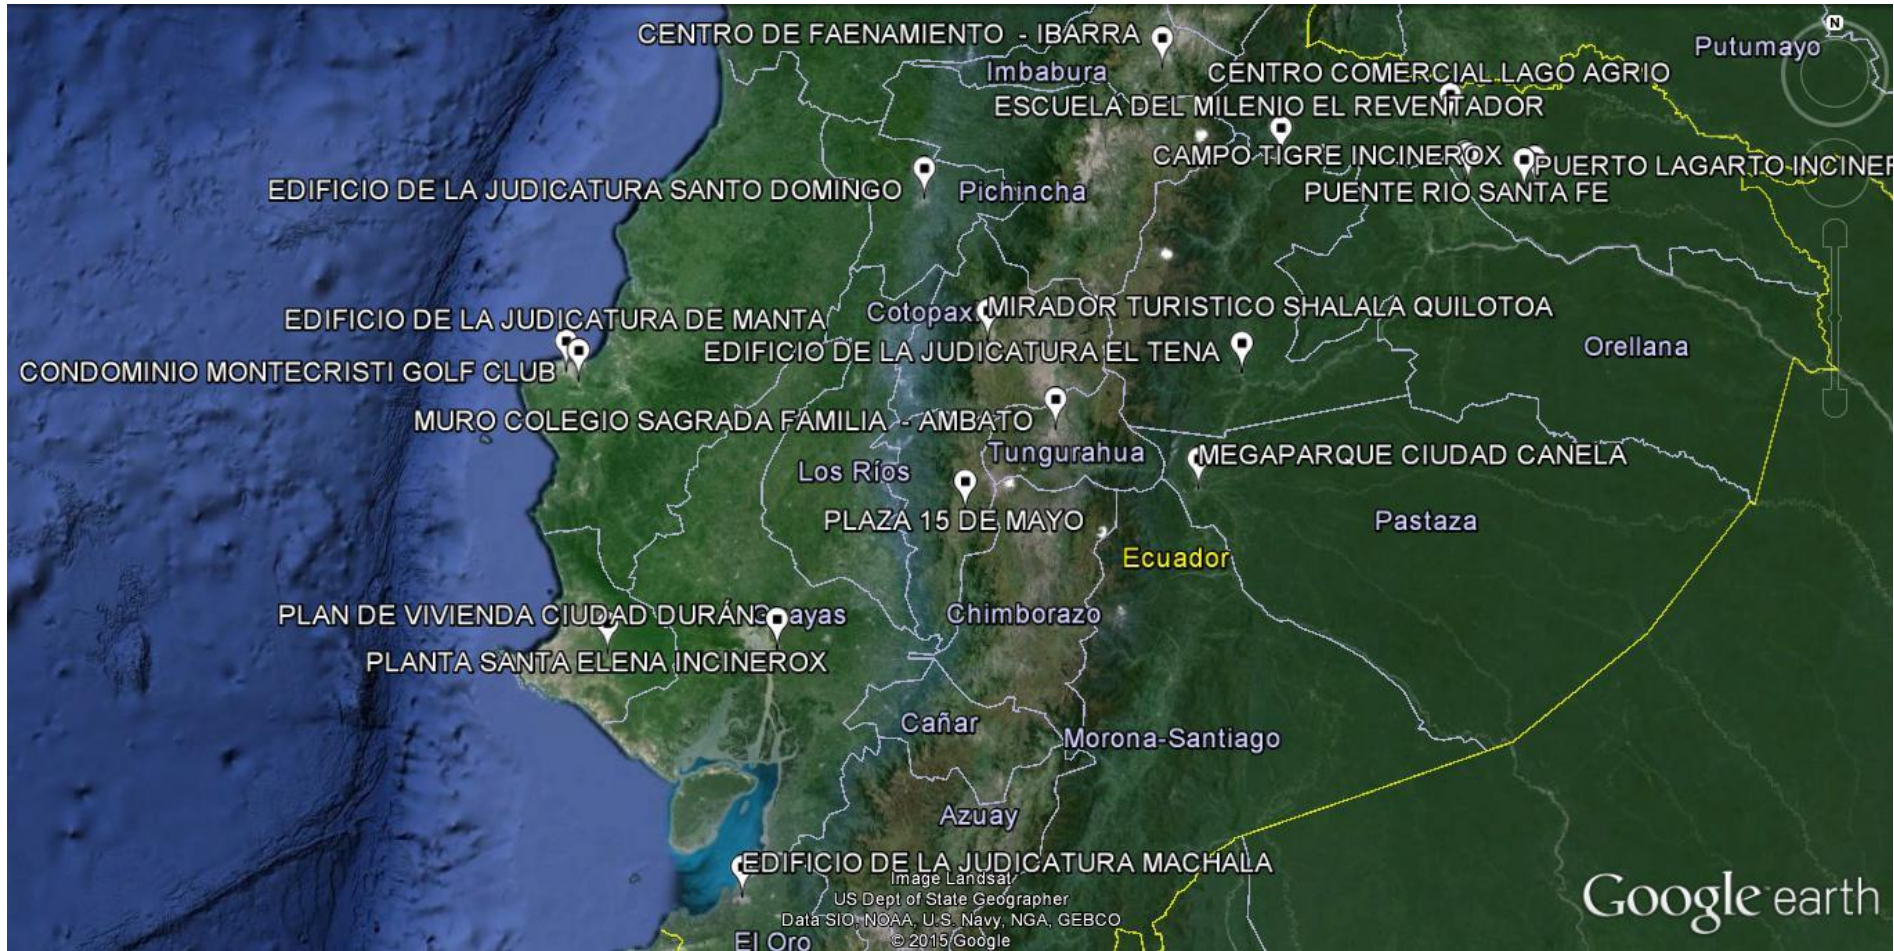 N
CENTRO DE FAENAMIENTO - IBARRA
Putumayo
Imbabura
CENTRO COMERCIAL LAGO AGRIO
ESCUELA DEL MILENIO EL REVENTADOR
CAMPO TIGRE INCINEROX
PUERTO LAGARTO INCINER
EDIFICIO DE LA JUDICATURA SANTO DOMINGO
Pichincha
PUENTE RIO SANTA FE
EDIFICIO DE LA JUDICATURA DE MANTA
Cotopax
MIRADOR TURISTICO SHALALA QUILOTOA
EDIFICIO DE LA JUDICATURA EL TENA
Orellana
CONDOMINIO MONTECRISTI GOLF CLUB
MURO COLEGIO SAGRADA FAMILIA - AMBATO
Tungurahua
MEGAPARQUE CIUDAD CANELA
Los Ríos
PLAZA 15 DE MAYO
Pastaza
Ecuador
PLAN DE VIVIENDA CIUDAD DURÁN
Guayas
Chimborazo
PLANTA SANTA ELENA INCINEROX
Cañar
Morona-Santiago
Azuay
EDIFICIO DE LA JUDICATURA MACHALA
Image Landsat
US Dept of State Geographer
Data SIO, NOAA, U.S. Navy, NGA, GEBCO
© 2015 Google
El Oro
Google earth